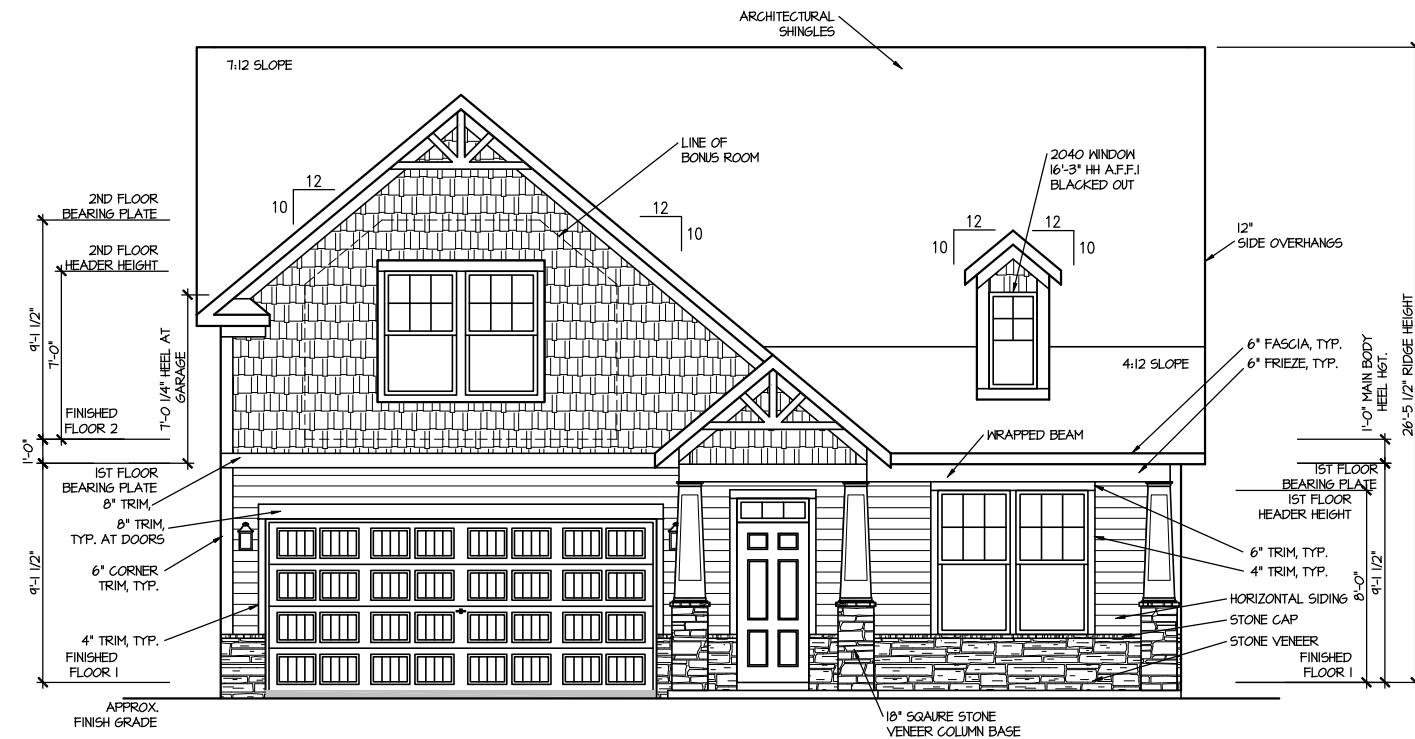 ARCHITECTURAL
SHINGLES
7:12 SLOPE
LINE OF
BONUS ROOM
2040 WINDOW
16'-3" HH A.F.F.1
BLACKED OUT
12
10
12
10
12
10
12
10
12"
SIDE OVERHANGS
2ND FLOOR
BEARING PLATE
2ND FLOOR
HEADER HEIGHT
9'-1 1/2"
7'-0"
7'-0 1/4" HEEL AT
GARAGE
FINISHED
FLOOR 2
1'-0"
1ST FLOOR
BEARING PLATE
8" TRIM,
8" TRIM,
TYP. AT DOORS
6" CORNER
TRIM, TYP.
9'-1 1/2"
4" TRIM, TYP.
FINISHED
FLOOR 1
APPROX.
FINISH GRADE
4:12 SLOPE
6" FASCIA, TYP.
6" FRIEZE, TYP.
1'-0" MAIN BODY
HEEL HGT.
26'-5 1/2" RIDGE HEIGHT
WRAPPED BEAM
1ST FLOOR
BEARING PLATE
1ST FLOOR
HEADER HEIGHT
6" TRIM, TYP.
4" TRIM, TYP.
8'-0"
9'-1 1/2"
HORIZONTAL SIDING
STONE CAP
STONE VENEER
FINISHED
FLOOR 1
18" SQAURE STONE
VENEER COLUMN BASE